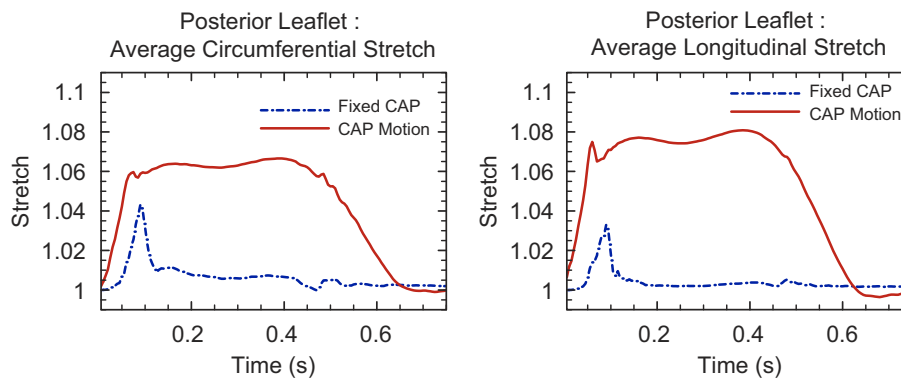 Posterior Leaflet :
Average Circumferential Stretch
1.1
1.08
1.06
1.04
1.02
1
Stretch
Fixed CAP
CAP Motion
0.2
0.4
0.6
Time (s)
Posterior Leaflet :
Average Longitudinal Stretch
1.1
1.08
1.06
1.04
1.02
1
Stretch
Fixed CAP
CAP Motion
0.2
0.4
0.6
Time (s)